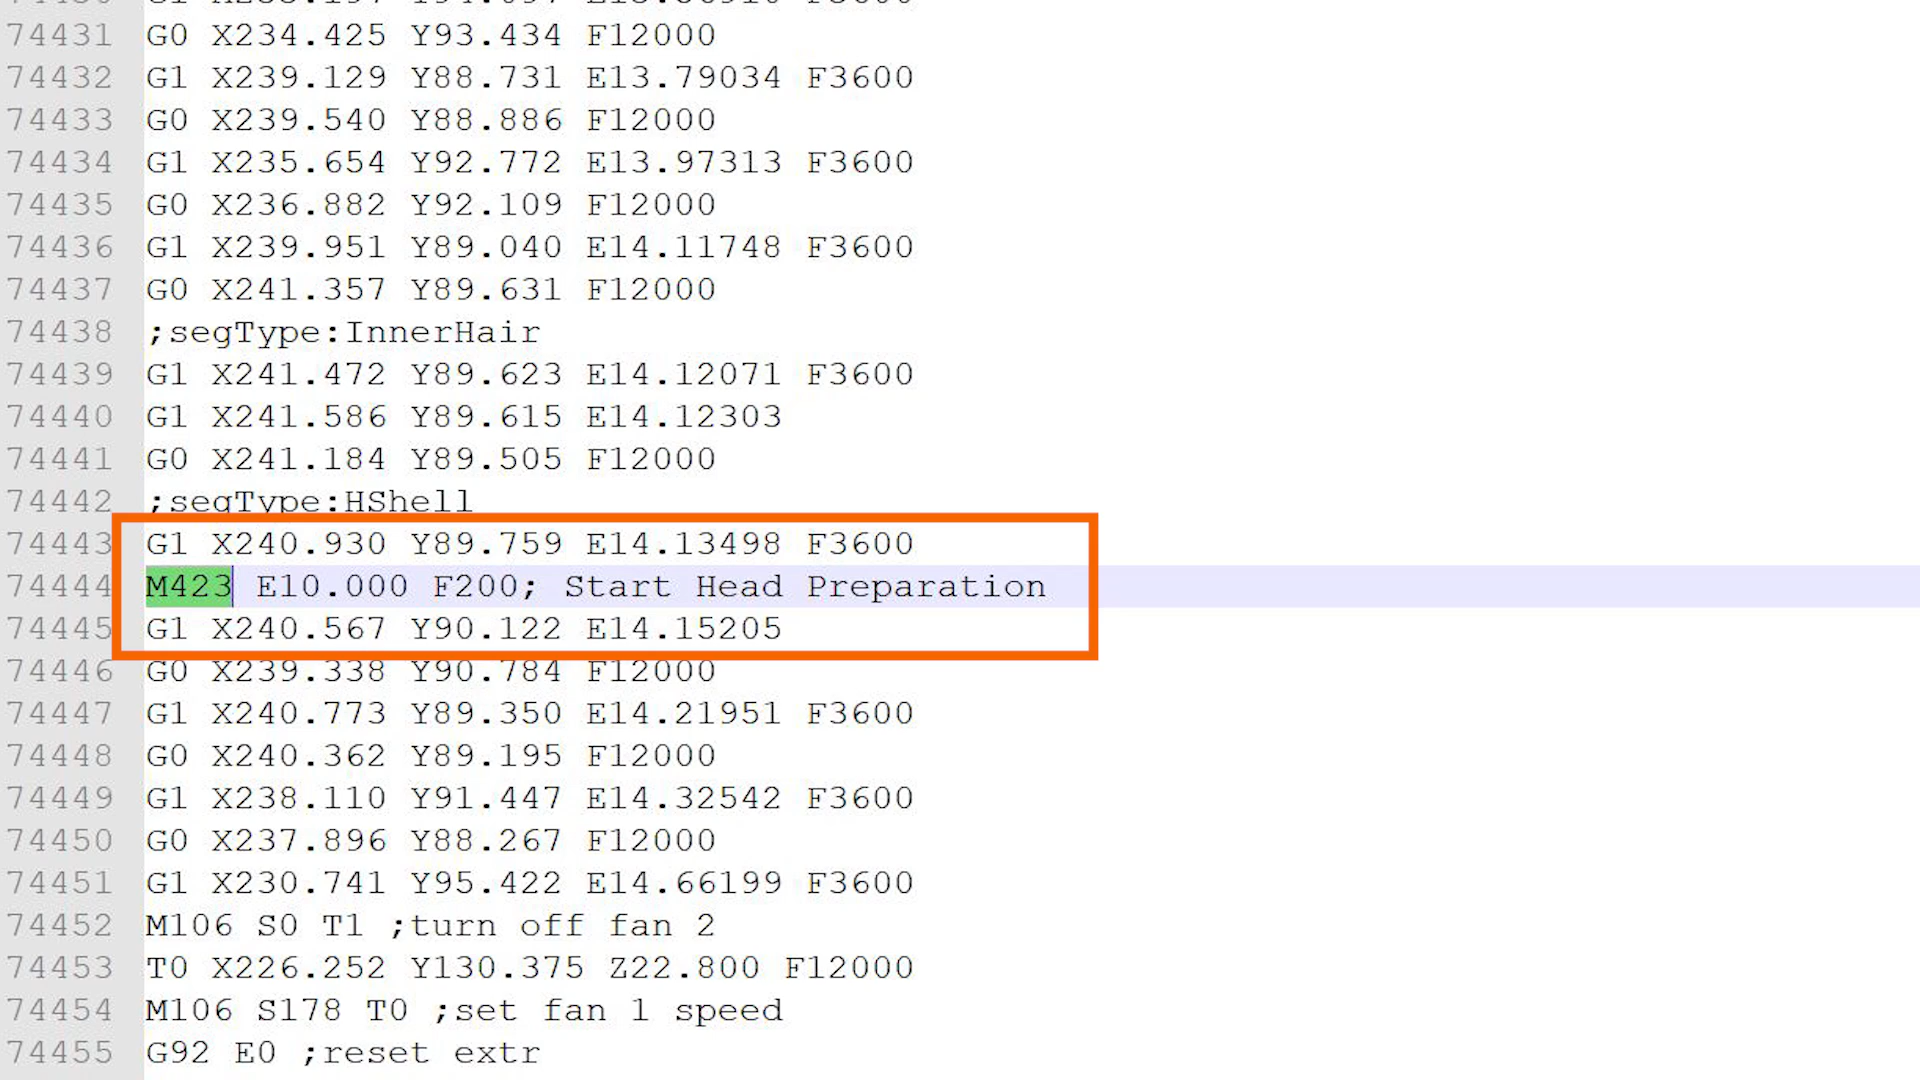 74431 G0 X234.425 Y93.434 F12000
74432 G1 X239.129 Y88.731 E13.79034 F3600
74433 G0 X239.540 Y88.886 F12000
74434 G1 X235.654 Y92.772 E13.97313 F3600
74435 G0 X236.882 Y92.109 F12000
74436 G1 X239.951 Y89.040 E14.11748 F3600
74437 G0 X241.357 Y89.631 F12000
74438 ;segType:InnerHair
74439 G1 X241.472 Y89.623 E14.12071 F3600
74440 G1 X241.586 Y89.615 E14.12303
74441 G0 X241.184 Y89.505 F12000
74442 ;segType:HShell
74443 G1 X240.930 Y89.759 E14.13498 F3600
74444 M423 E10.000 F200; Start Head Preparation
74445 G1 X240.567 Y90.122 E14.15205
74446 G0 X239.338 Y90.784 F12000
74447 G1 X240.773 Y89.350 E14.21951 F3600
74448 G0 X240.362 Y89.195 F12000
74449 G1 X238.110 Y91.447 E14.32542 F3600
74450 G0 X237.896 Y88.267 F12000
74451 G1 X230.741 Y95.422 E14.66199 F3600
74452 M106 S0 T1 ;turn off fan 2
74453 T0 X226.252 Y130.375 Z22.800 F12000
74454 M106 S178 T0 ;set fan 1 speed
74455 G92 E0 ;reset extr